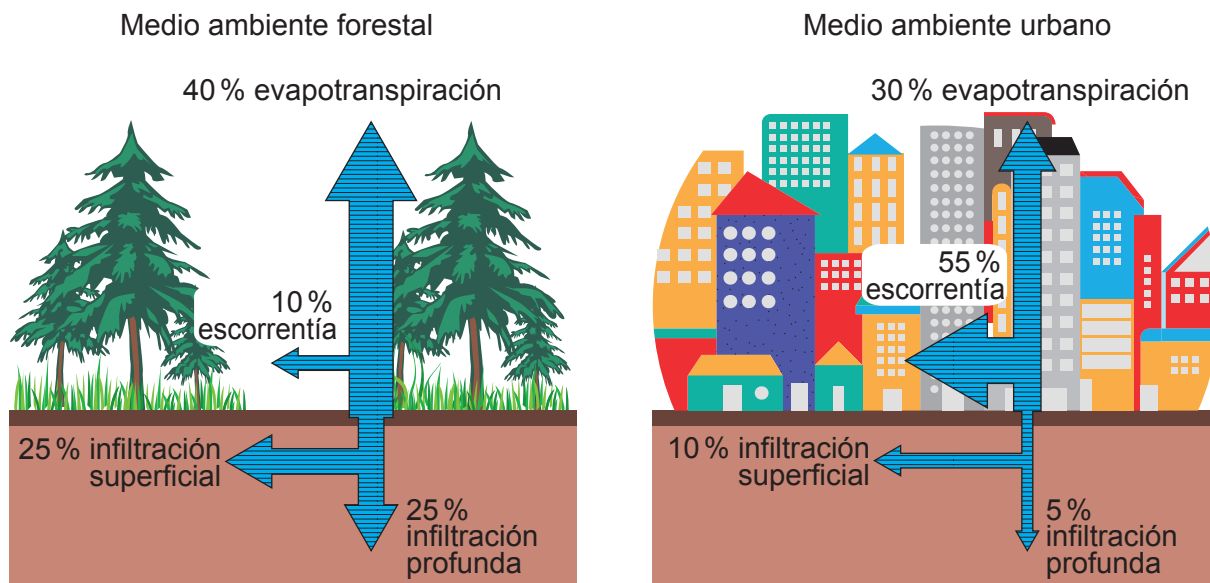 Medio ambiente forestal
40 % evapotranspiración
10 %
escorrentía
25 % infiltración
superficial
25 %
infiltración
profunda
Medio ambiente urbano
30 % evapotranspiración
55 %
escorrentía
10 % infiltración
superficial
5 %
infiltración
profunda